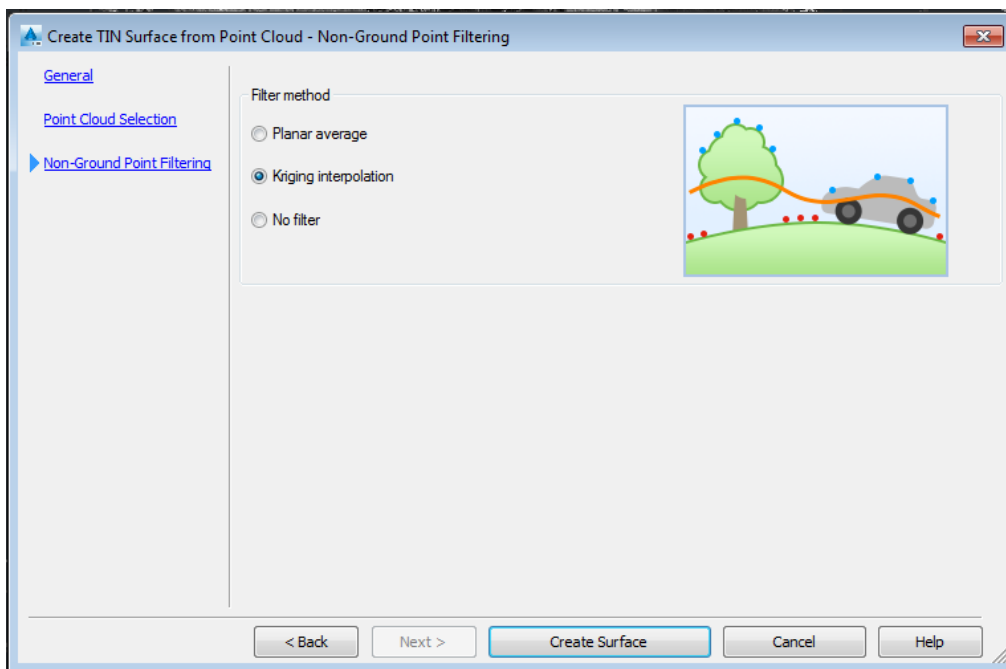 Create TIN Surface from Point Cloud - Non-Ground Point Filtering
General
Point Cloud Selection
Non-Ground Point Filtering
Filter method
Planar average
Kriging interpolation
No filter
< Back Next > Create Surface Cancel Help